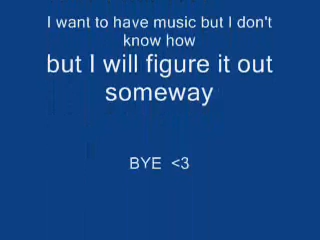 I want to have music but I don't
know how
but I will figure it out
someway
BYE  <3